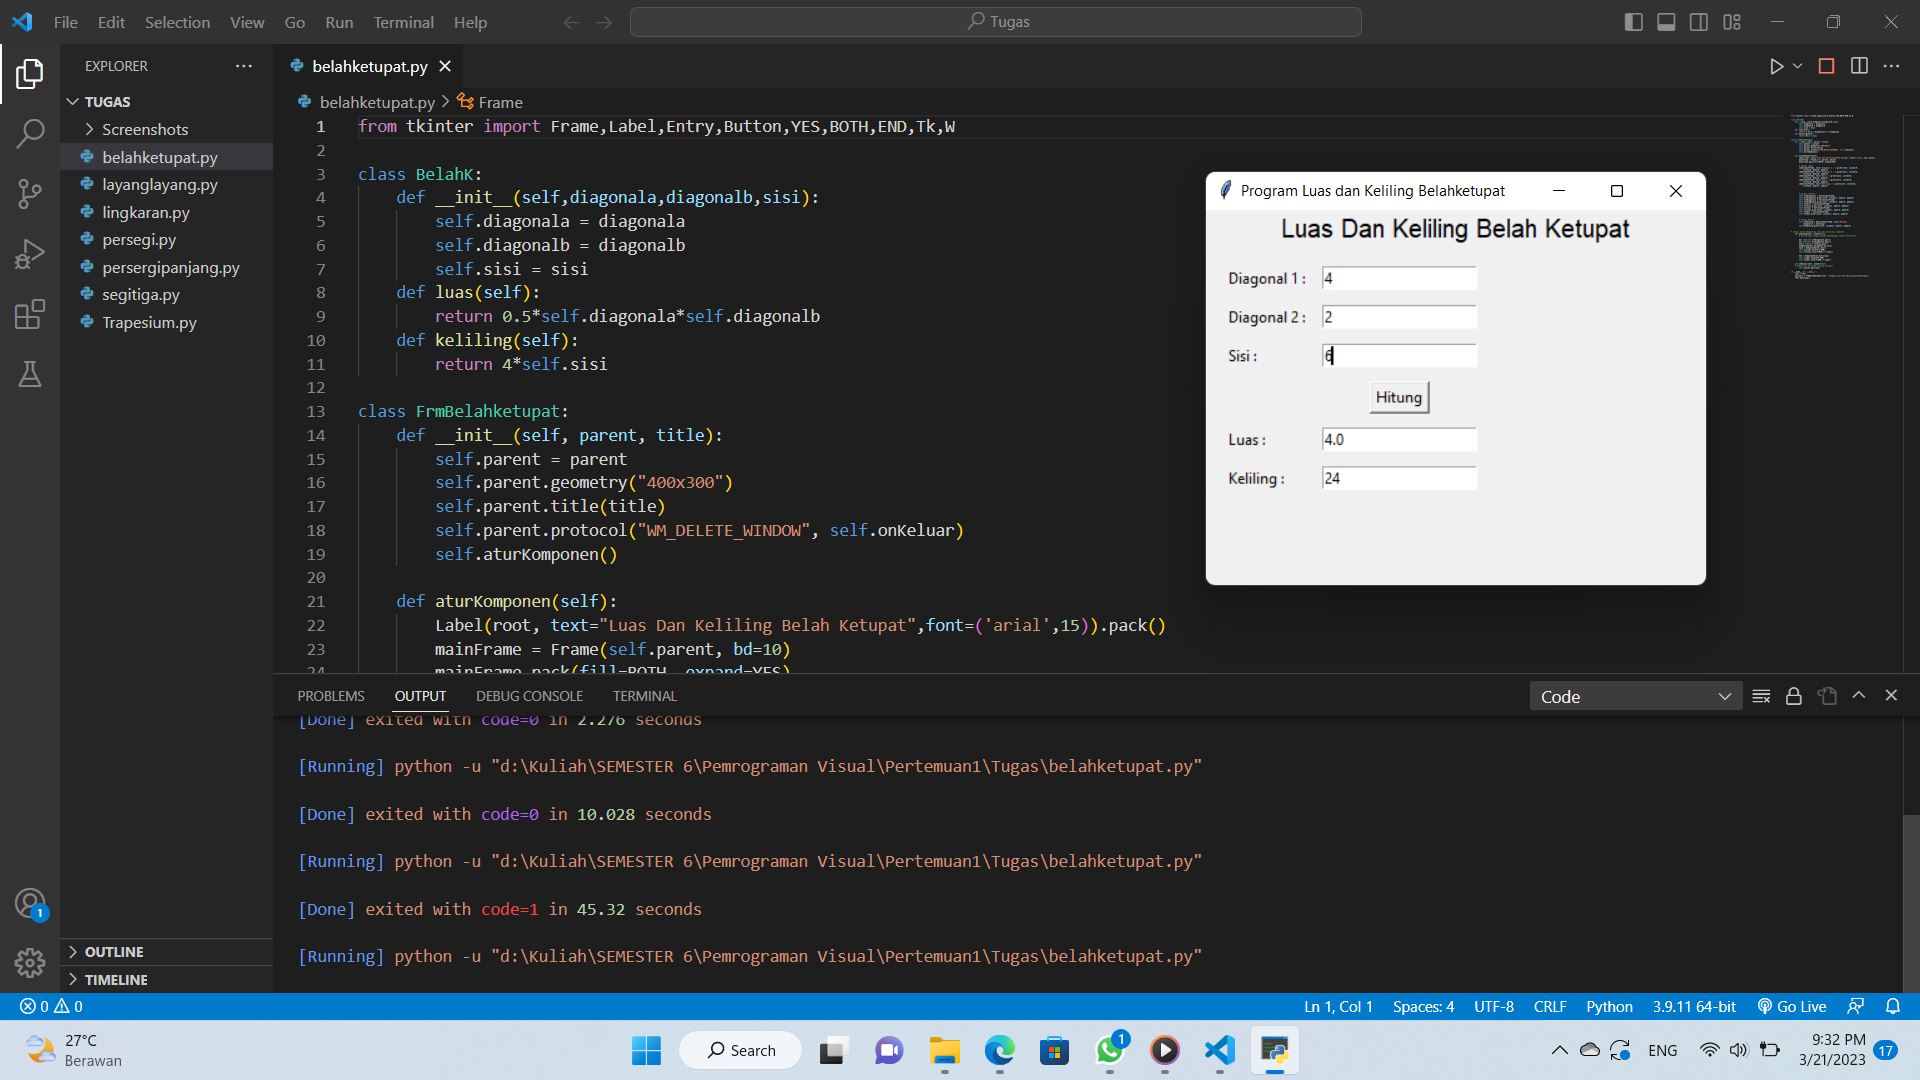 File Edit Selection View Go Run Terminal Help
Tugas
EXPLORER
TUGAS
Screenshots
belahketupat.py
layanglayang.py
lingkaran.py
persegi.py
persergipanjang.py
segitiga.py
Trapesium.py
OUTLINE
TIMELINE
belahketupat.py
belahketupat.py > Frame
1 from tkinter import Frame,Label,Entry,Button,YES,BOTH,END,Tk,W
2
3 class BelahK:
4 def __init__(self,diagonala,diagonalb,sisi):
5 self.diagonala = diagonala
6 self.diagonalb = diagonalb
7 self.sisi = sisi
8 def luas(self):
9 return 0.5*self.diagonala*self.diagonalb
10 def keliling(self):
11 return 4*self.sisi
12
13 class FrmBelahketupat:
14 def __init__(self, parent, title):
15 self.parent = parent
16 self.parent.geometry("400x300")
17 self.parent.title(title)
18 self.parent.protocol("WM_DELETE_WINDOW", self.onKeluar)
19 self.aturKomponen()
20
21 def aturKomponen(self):
22 Label(root, text="Luas Dan Keliling Belah Ketupat",font=('arial',15)).pack()
23 mainFrame = Frame(self.parent, bd=10)
24 mainFrame.pack(fill=BOTH, expand=YES)
Program Luas dan Keliling Belahketupat
Luas Dan Keliling Belah Ketupat
Diagonal 1 : 4
Diagonal 2 : 2
Sisi : 6
Hitung
Luas : 4.0
Keliling : 24
PROBLEMS OUTPUT DEBUG CONSOLE TERMINAL
Code
[Done] exited with code=0 in 2.276 seconds
[Running] python -u "d:\Kuliah\SEMESTER 6\Pemrograman Visual\Pertemuan1\Tugas\belahketupat.py"
[Done] exited with code=0 in 10.028 seconds
[Running] python -u "d:\Kuliah\SEMESTER 6\Pemrograman Visual\Pertemuan1\Tugas\belahketupat.py"
[Done] exited with code=1 in 45.32 seconds
[Running] python -u "d:\Kuliah\SEMESTER 6\Pemrograman Visual\Pertemuan1\Tugas\belahketupat.py"
1
0 0
Ln 1, Col 1 Spaces: 4 UTF-8 CRLF Python 3.9.11 64-bit Go Live
27°C
Berawan
Search
1
ENG
9:32 PM
3/21/2023
17